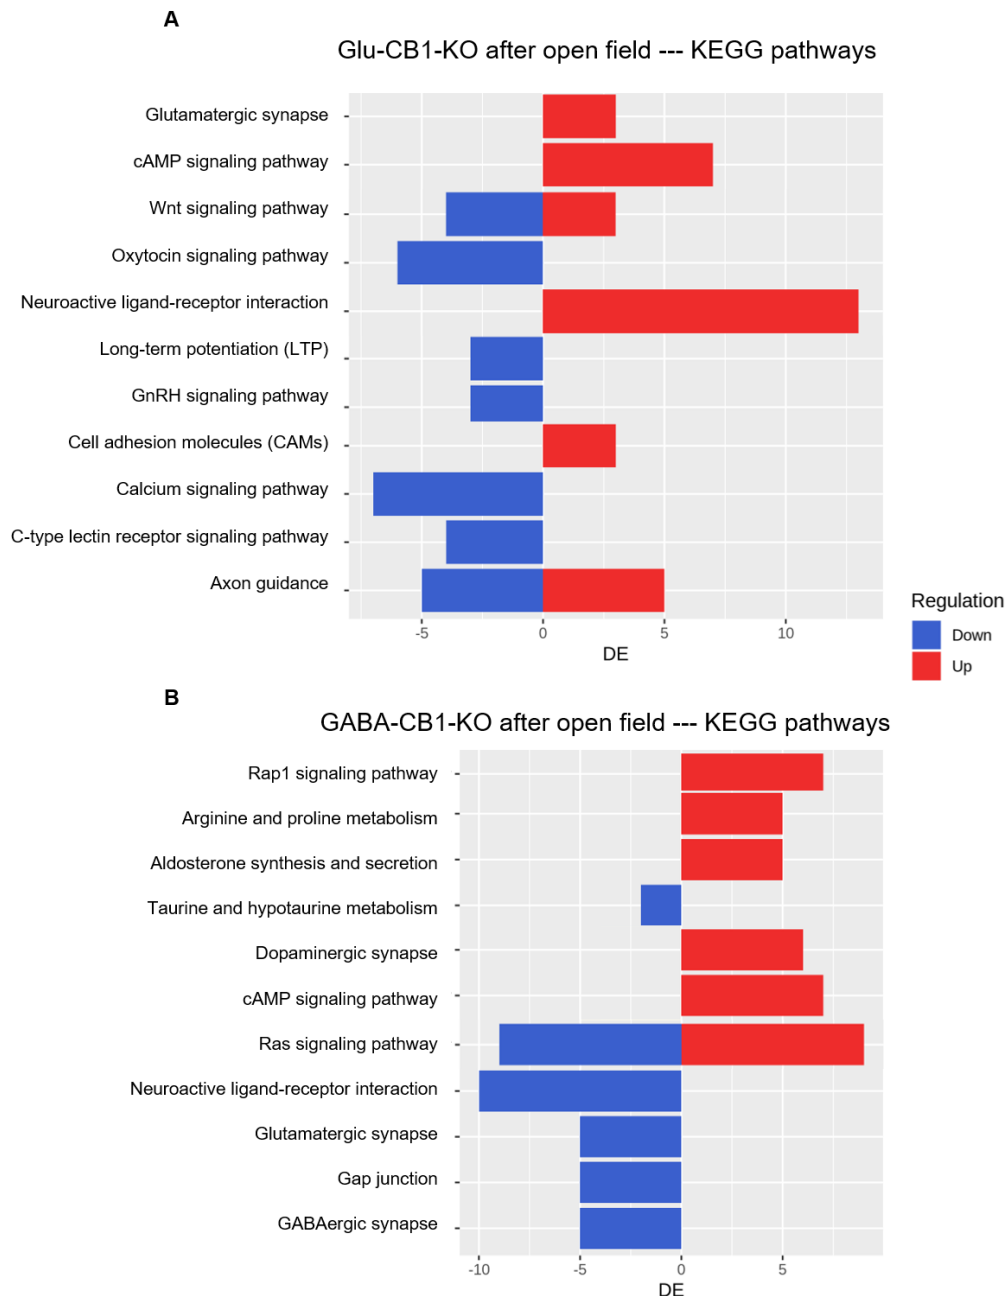 A
Glu-CB1-KO after open field --- KEGG pathways
Glutamatergic synapse
cAMP signaling pathway
Wnt signaling pathway
Oxytocin signaling pathway
Neuroactive ligand-receptor interaction
Long-term potentiation (LTP)
GnRH signaling pathway
Cell adhesion molecules (CAMs)
Calcium signaling pathway
C-type lectin receptor signaling pathway
Axon guidance
-5 0 5 10
DE
Regulation
Down
Up
B
GABA-CB1-KO after open field --- KEGG pathways
Rap1 signaling pathway
Arginine and proline metabolism
Aldosterone synthesis and secretion
Taurine and hypotaurine metabolism
Dopaminergic synapse
cAMP signaling pathway
Ras signaling pathway
Neuroactive ligand-receptor interaction
Glutamatergic synapse
Gap junction
GABAergic synapse
-10 -5 0 5
DE